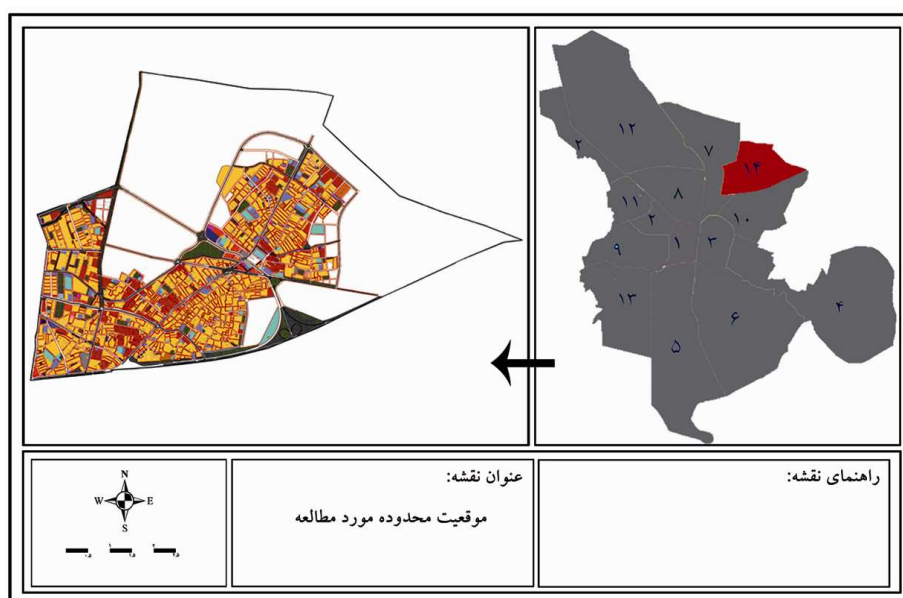 ۱۲
۷
۲
۱۴
۱۱
۸
۲
۱۰
۹
۱
۳
۱۳
۶
۴
۵
راهنمای نقشه:
عنوان نقشه:
موقعیت محدوده مورد مطالعه
N
W E
S